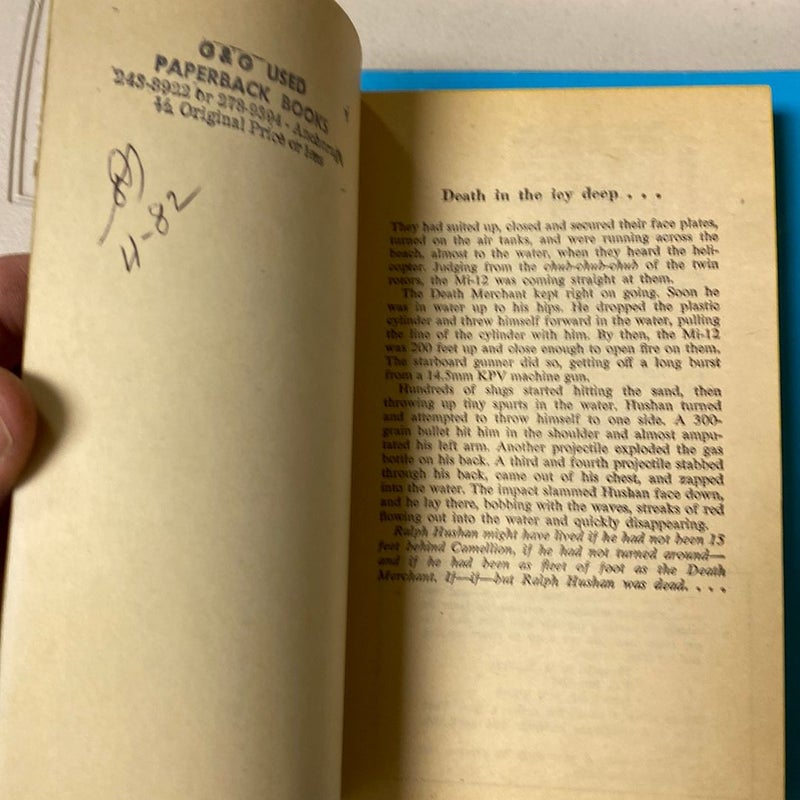 G & G USED
PAPERBACK BOOKS
243-8922 or 278-9394 - Anchorage
½ Original Price or less
11-82
Death in the icy deep . . .
They had suited up, closed and secured their face plates,
turned on the air tanks, and were running across the
beach, almost to the water, when they heard the heli-
copter. Judging from the chub-chub-chub of the twin
rotors, the Mi-12 was coming straight at them.
The Death Merchant kept right on going. Soon he
was in water up to his hips. He dropped the plastic
cylinder and threw himself forward in the water, pulling
the line of the cylinder with him. By then, the Mi-12
was 200 feet up and close enough to open fire on them.
The starboard gunner did so, getting off a long burst
from a 14.5mm KPV machine gun.
Hundreds of slugs started hitting the sand, then
throwing up tiny spurts in the water. Hushan turned
and attempted to throw himself to one side. A 300-
grain bullet hit him in the shoulder and almost ampu-
tated his left arm. Another projectile exploded the gas
bottle on his back. A third and fourth projectile stabbed
through his back, came out of his chest, and zapped
into the water. The impact slammed Hushan face down,
and he lay there, bobbing with the waves, streaks of red
flowing out into the water and quickly disappearing.
Ralph Hushan might have lived if he had not been 15
feet behind Camellion, if he had not turned around—
and if he had been as fleet of foot as the Death
Merchant. If—if—but Ralph Hushan was dead. . . .